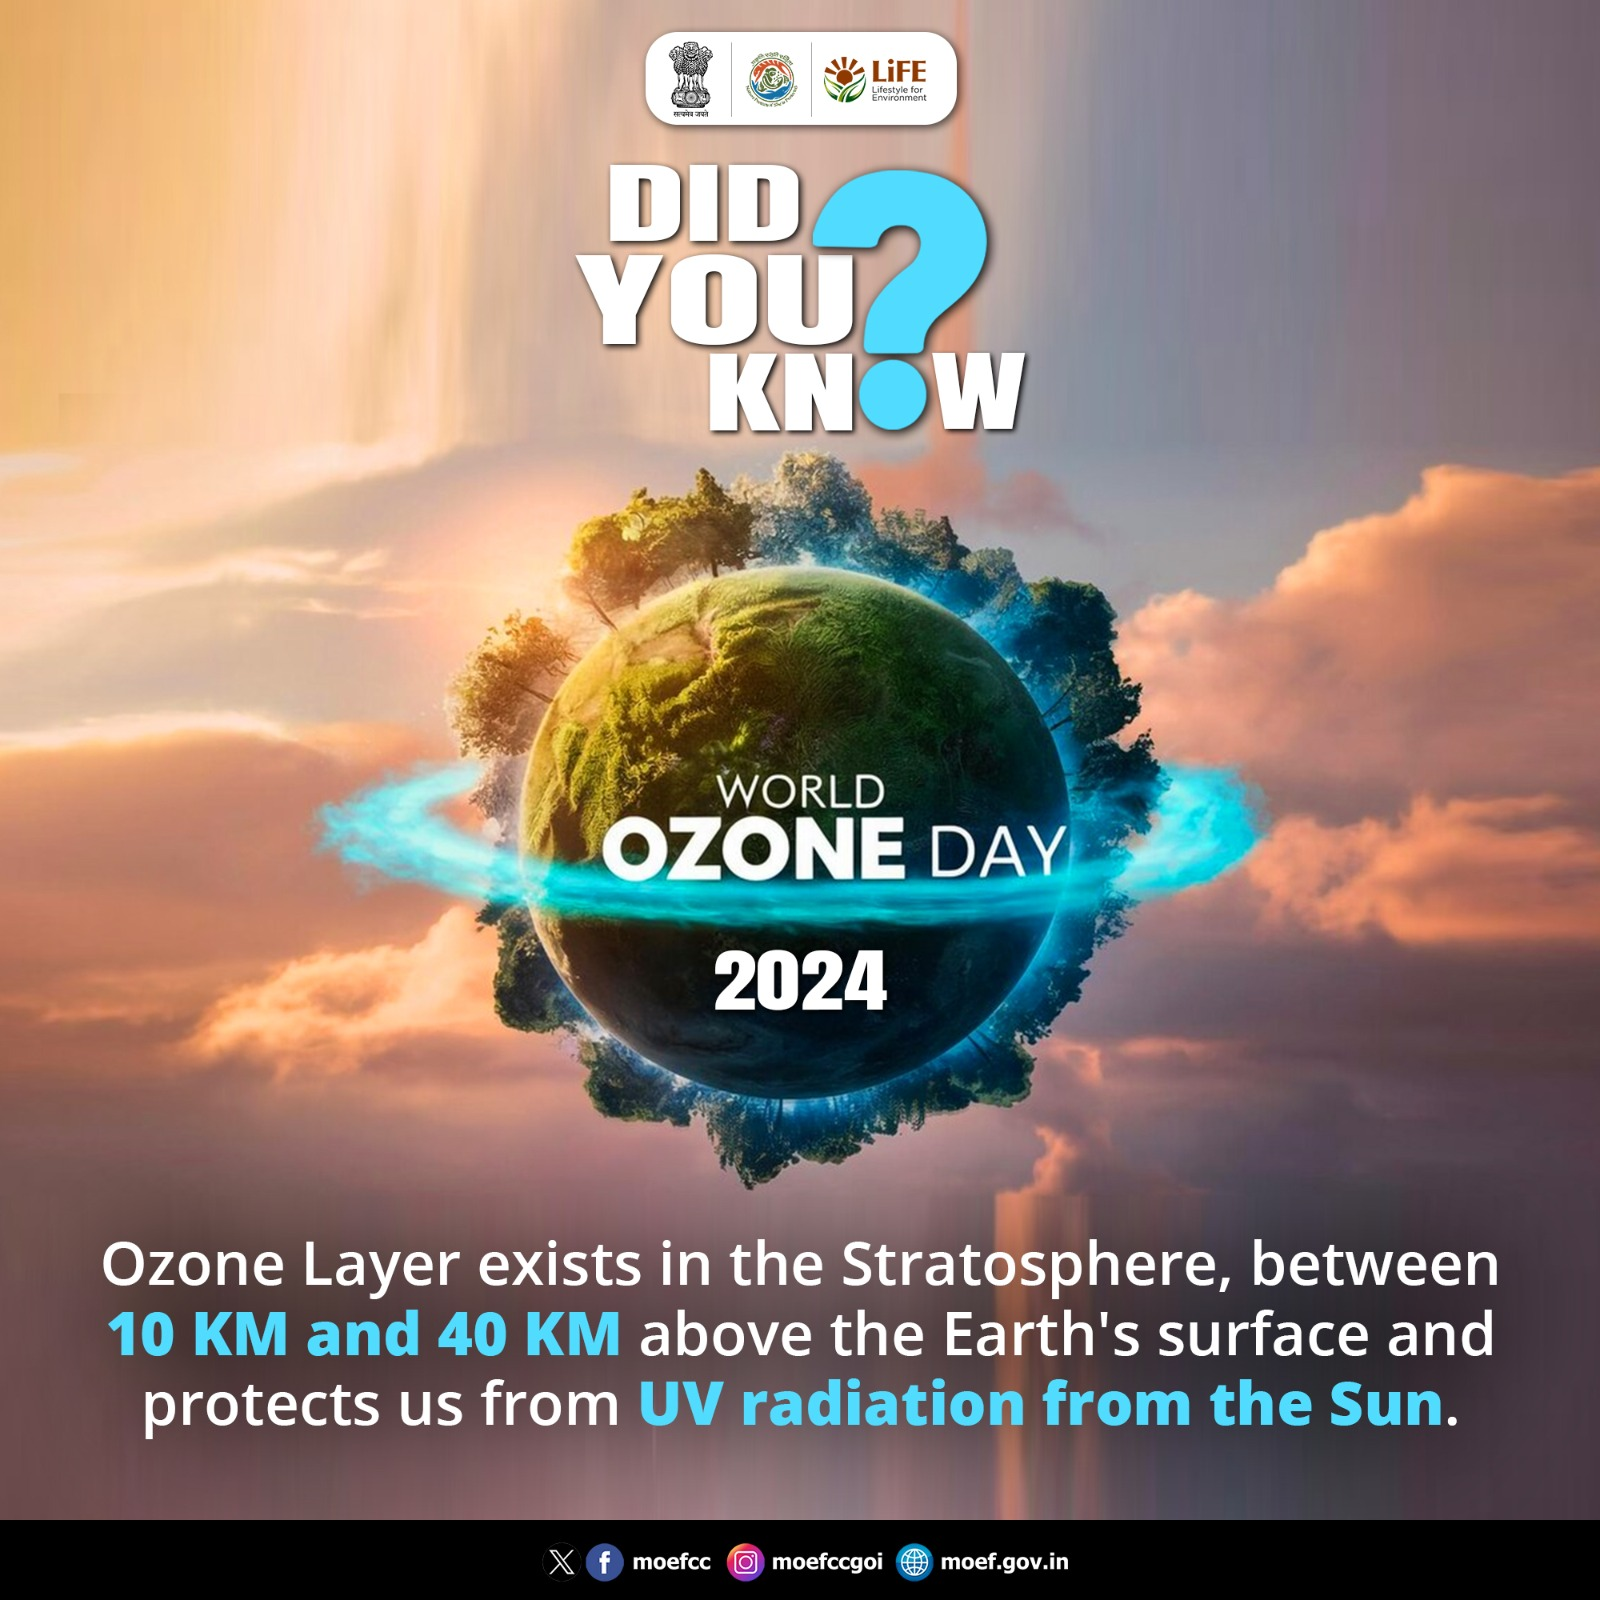 सत्यमेव जयते
LiFE
Lifestyle for
Environment
DID
YOU?
KNOW
WORLD
OZONE DAY
2024
Ozone Layer exists in the Stratosphere, between
10 KM and 40 KM above the Earth's surface and
protects us from UV radiation from the Sun.
moefcc moefccgoi moef.gov.in